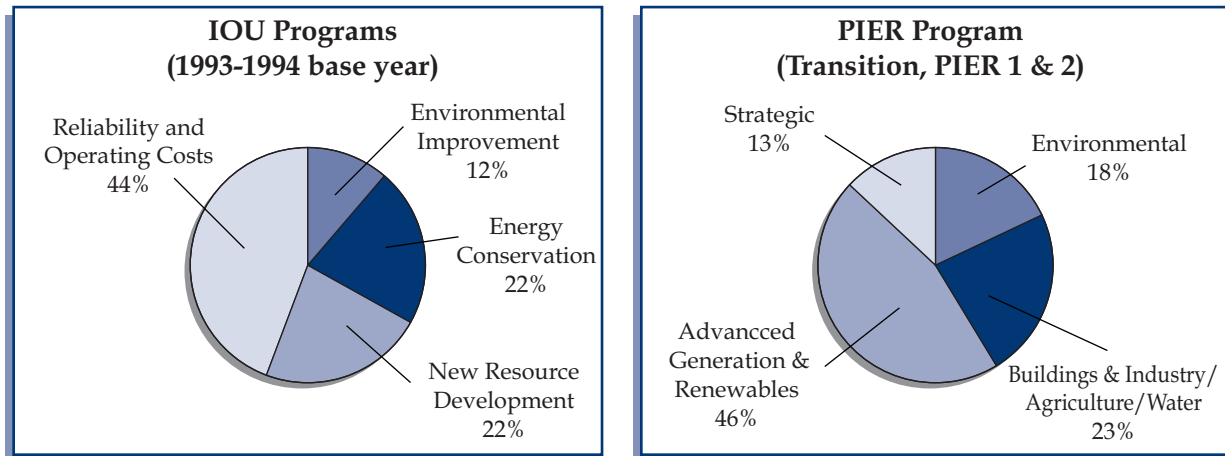 IOU Programs
(1993-1994 base year)
Reliability and
Operating Costs
44%
Environmental
Improvement
12%
Energy
Conservation
22%
New Resource
Development
22%
PIER Program
(Transition, PIER 1 & 2)
Strategic
13%
Environmental
18%
Advancced
Generation &
Renewables
46%
Buildings & Industry/
Agriculture/Water
23%